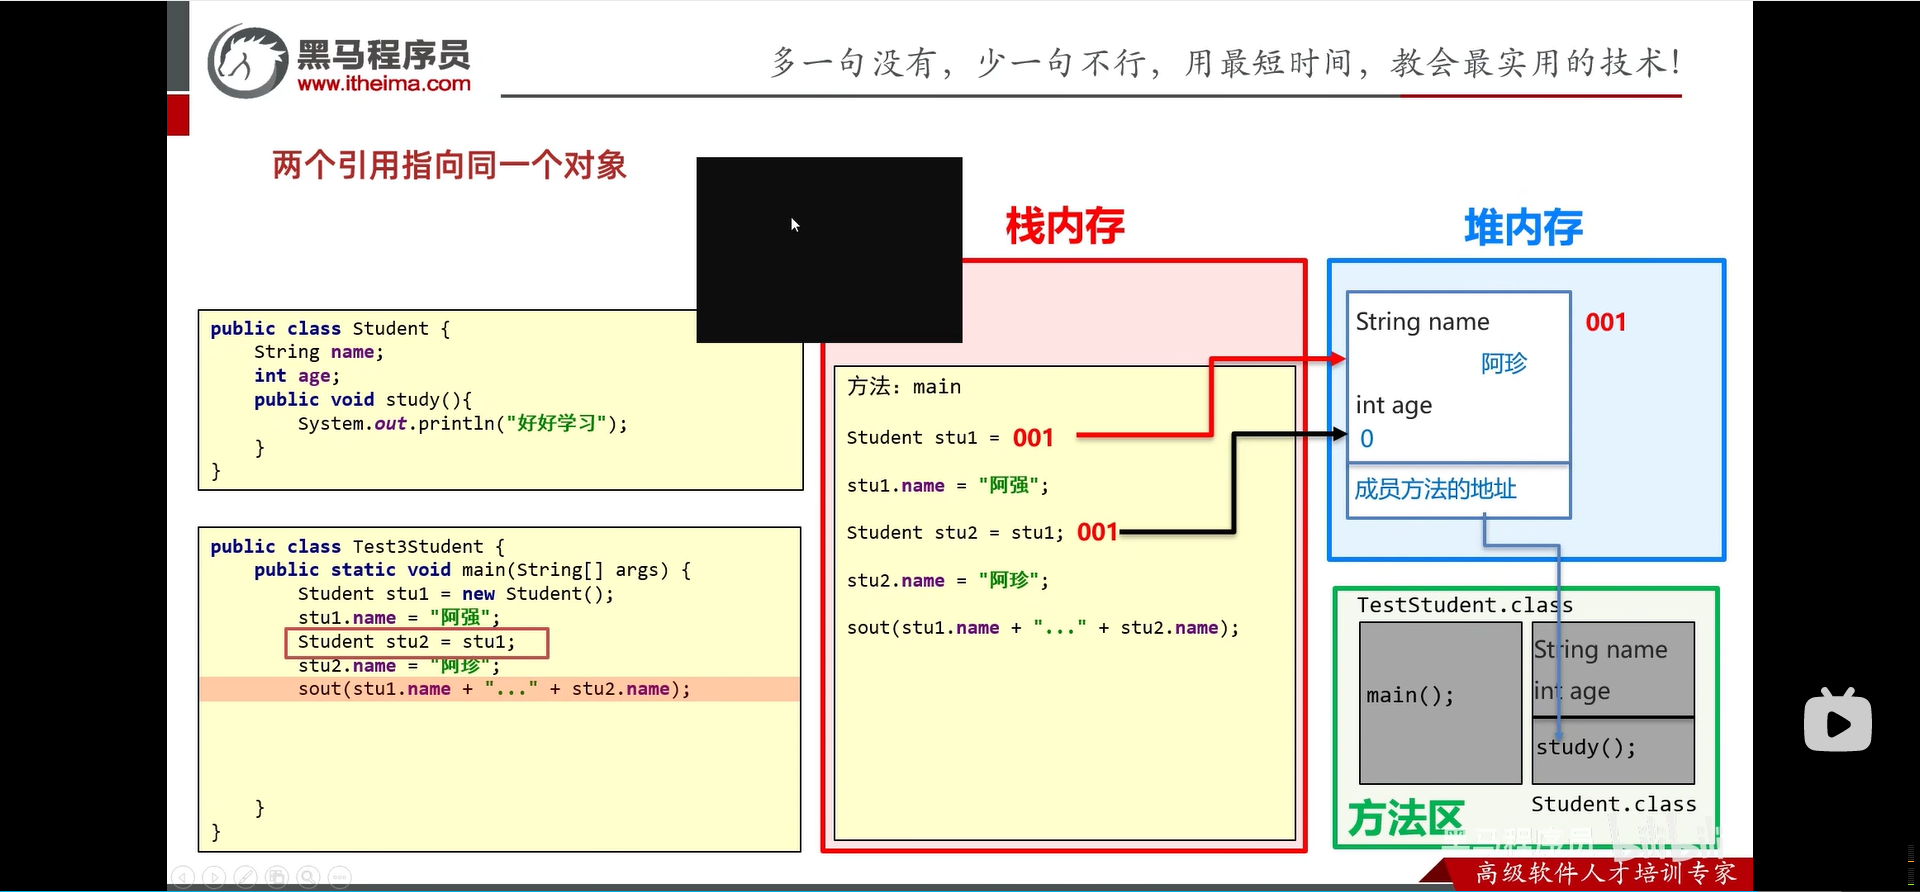 黑马程序员
www.itheima.com
多一句没有，少一句不行，用最短时间，教会最实用的技术！
两个引用指向同一个对象
栈内存
堆内存
public class Student {
String name;
int age;
public void study(){
System.out.println("好好学习");
}
}
public class Test3Student {
public static void main(String[] args) {
Student stu1 = new Student();
stu1.name = "阿强";
Student stu2 = stu1;
stu2.name = "阿珍";
sout(stu1.name + "..." + stu2.name);
}
}
方法：main
Student stu1 = 001
stu1.name = "阿强";
Student stu2 = stu1; 001
stu2.name = "阿珍";
sout(stu1.name + "..." + stu2.name);
String name
001
阿珍
int age
0
成员方法的地址
TestStudent.class
main();
String name
int age
study();
Student.class
方法区
黑马程序员
bilibili
高级软件人才培训专家